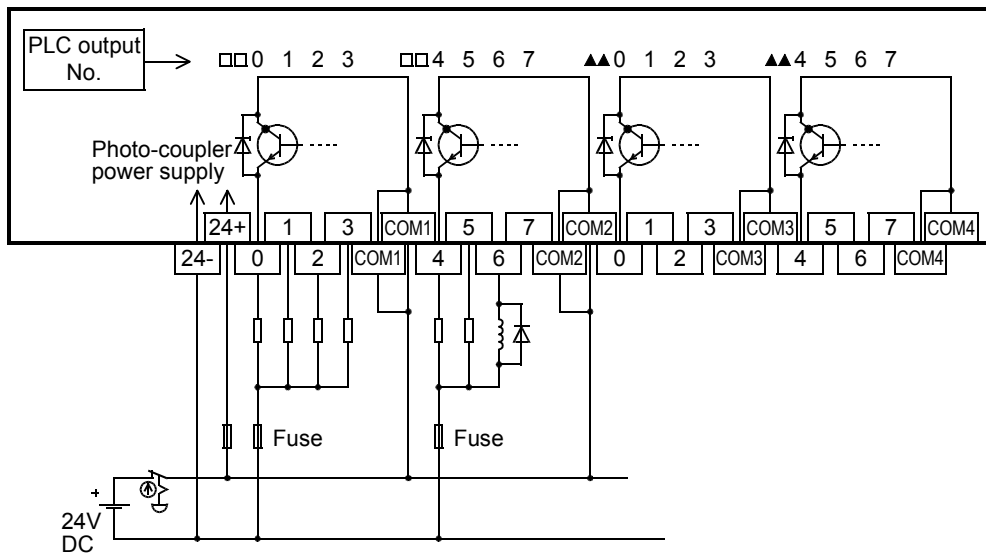 PLC output
No.
□□0 1 2 3 □□4 5 6 7 ▲▲0 1 2 3 ▲▲4 5 6 7
Photo-coupler
power supply
24+ 1 3 COM1 5 7 COM2 1 3 COM3 5 7 COM4
24- 0 2 COM1 4 6 COM2 0 2 COM3 4 6 COM4
Fuse Fuse
+
24V
DC